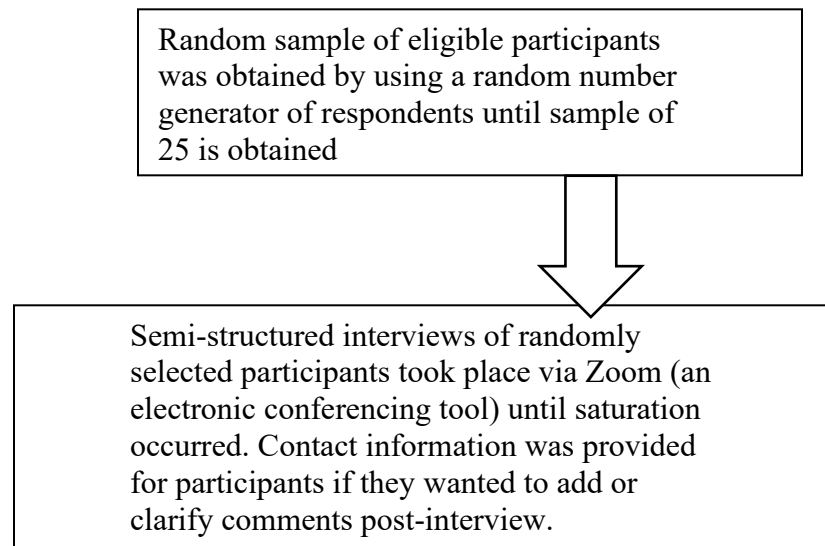 Random sample of eligible participants
was obtained by using a random number
generator of respondents until sample of
25 is obtained
Semi-structured interviews of randomly
selected participants took place via Zoom (an
electronic conferencing tool) until saturation
occurred. Contact information was provided
for participants if they wanted to add or
clarify comments post-interview.